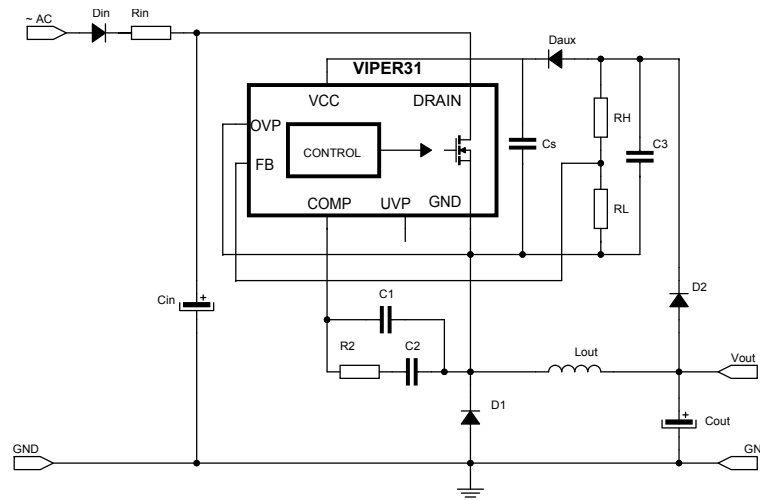 ~ AC
Din
Rin
Daux
VIPER31
VCC
DRAIN
OVP
RH
Cs
C3
CONTROL
FB
COMP
UVP
GND
RL
Cin
+
C1
D2
R2
C2
Lout
Vout
D1
+
Cout
GND
GN